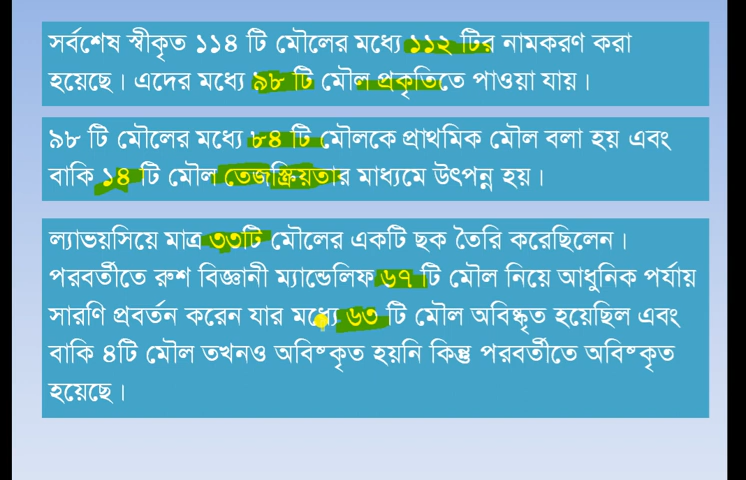 সর্বশেষ স্বীকৃত ১১৪ টি মৌলের মধ্যে ১১২ টির নামকরণ করা
হয়েছে। এদের মধ্যে ৯৮ টি মৌল প্রকৃতিতে পাওয়া যায়।
৯৮ টি মৌলের মধ্যে ৮৪ টি মৌলকে প্রাথমিক মৌল বলা হয় এবং
বাকি ১৪ টি মৌল তেজস্ক্রিয়তার মাধ্যমে উৎপন্ন হয়।
ল্যাভয়সিয়ে মাত্র ৩৩টি মৌলের একটি ছক তৈরি করেছিলেন।
পরবর্তীতে রুশ বিজ্ঞানী ম্যান্ডেলিফ ৬৭ টি মৌল নিয়ে আধুনিক পর্যায়
সারণি প্রবর্তন করেন যার মধ্যে ৬৩ টি মৌল অবিষ্কৃত হয়েছিল এবং
বাকি ৪টি মৌল তখনও অবিষ্কৃত হয়নি কিন্তু পরবর্তীতে অবিষ্কৃত
হয়েছে।